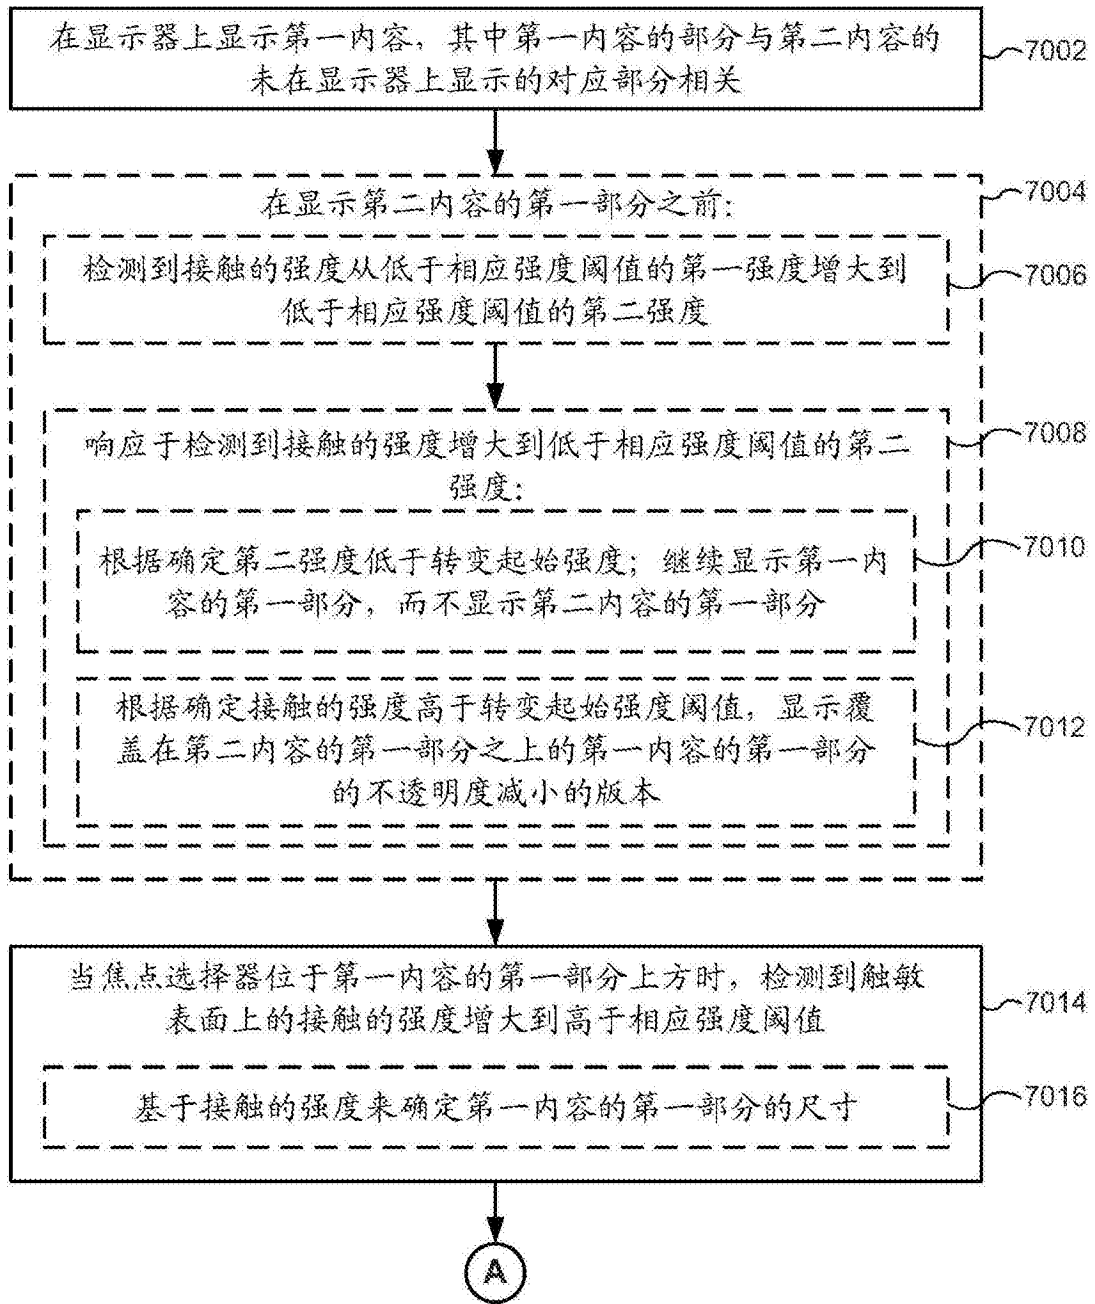 在显示器上显示第一内容，其中第一内容的部分与第二内容的
未在显示器上显示的对应部分相关
7002
在显示第二内容的第一部分之前：
7004
检测到接触的强度从低于相应强度阈值的第一强度增大到
低于相应强度阈值的第二强度
7006
响应于检测到接触的强度增大到低于相应强度阈值的第二
强度：
7008
根据确定第二强度低于转变起始强度；继续显示第一内
容的第一部分，而不显示第二内容的第一部分
7010
根据确定接触的强度高于转变起始强度阈值，显示覆
盖在第二内容的第一部分之上的第一内容的第一部分
的不透明度减小的版本
7012
当焦点选择器位于第一内容的第一部分上方时，检测到触敏
表面上的接触的强度增大到高于相应强度阈值
7014
基于接触的强度来确定第一内容的第一部分的尺寸
7016
A